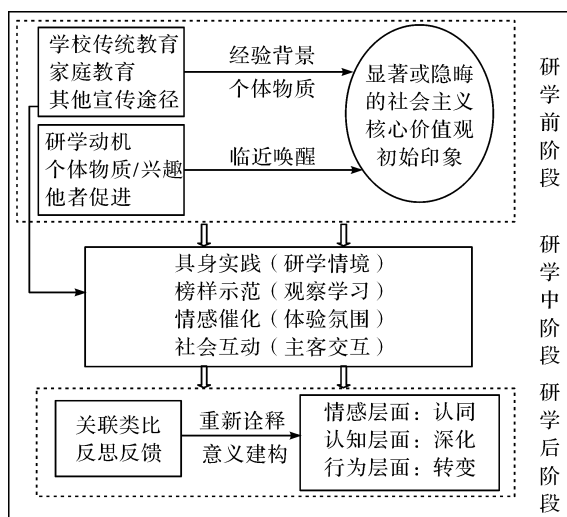 学校传统教育
家庭教育
其他宣传途径
经验背景
个体物质
显著或隐晦
的社会主义
核心价值观
初始印象
研学动机
个体物质/兴趣
他者促进
临近唤醒
研学前阶段
具身实践（研学情境）
榜样示范（观察学习）
情感催化（体验氛围）
社会互动（主客交互）
研学中阶段
关联类比
反思反馈
重新诠释
意义建构
情感层面：认同
认知层面：深化
行为层面：转变
研学后阶段